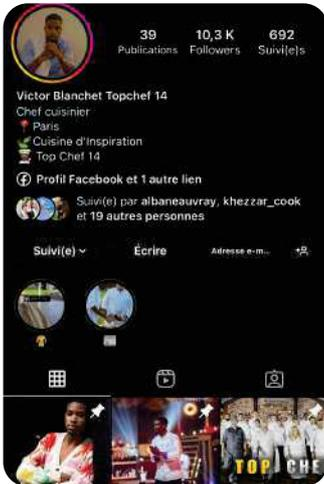 39 10,3 K 692
Publications Followers Suivi(e)s
Victor Blanchet Topchef 14
Chef cuisinier
Paris
Cuisine d'Inspiration
Top Chef 14
Profil Facebook et 1 autre lien
Suivi(e) par albaneauvray, khezzar_cook
et 19 autres personnes
Suivi(e) Écrire Adresse e-m...
TOP CHE